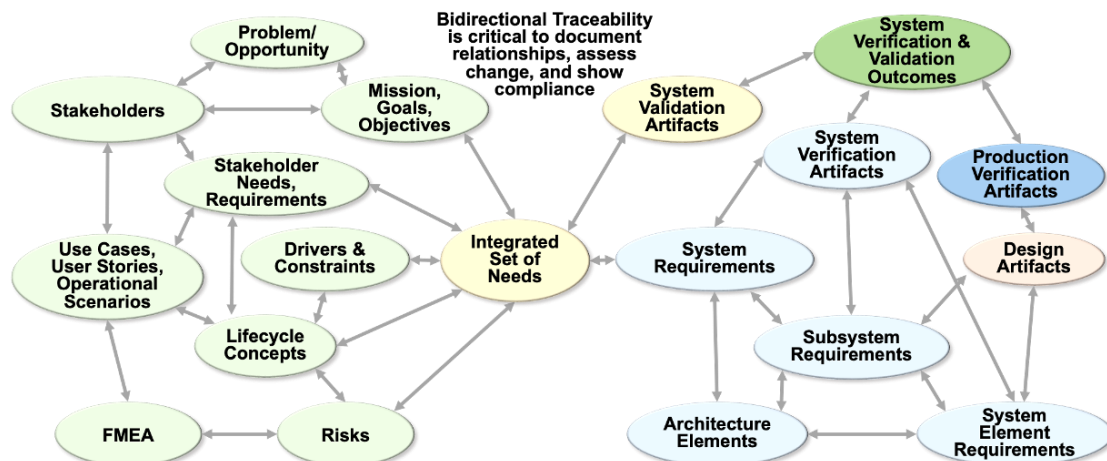 Problem/
Opportunity
Bidirectional Traceability
is critical to document
relationships, assess
change, and show
compliance
System
Verification &
Validation
Outcomes
Stakeholders
Mission,
Goals,
Objectives
System
Validation
Artifacts
System
Verification
Artifacts
Production
Verification
Artifacts
Stakeholder
Needs,
Requirements
Use Cases,
User Stories,
Operational
Scenarios
Drivers &
Constraints
Integrated
Set of
Needs
System
Requirements
Design
Artifacts
Lifecycle
Concepts
Subsystem
Requirements
FMEA
Risks
Architecture
Elements
System
Element
Requirements